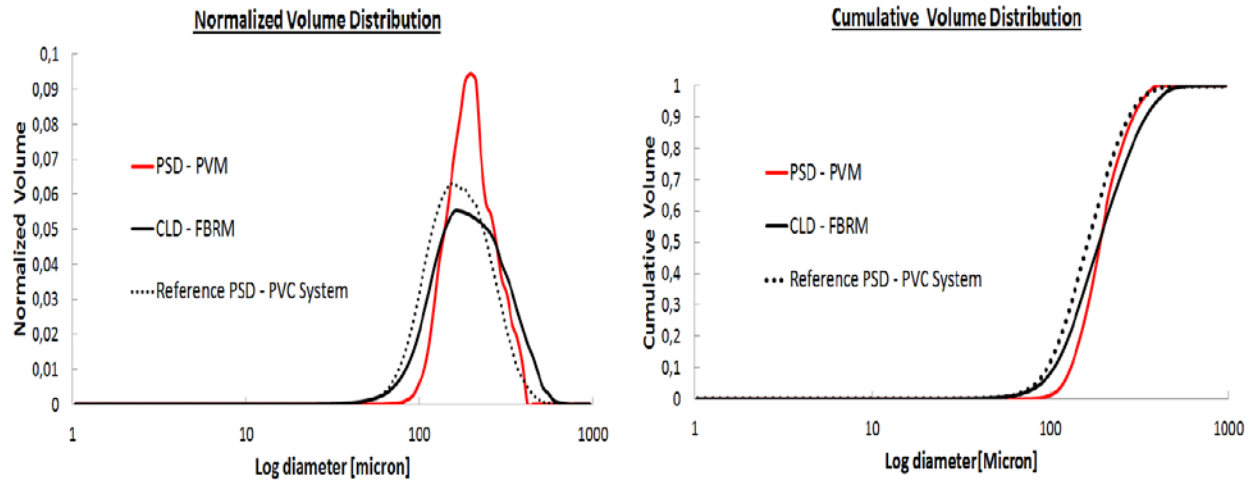 Normalized Volume Distribution
Normalized Volume
0,1
0,09
0,08
0,07
0,06
0,05
0,04
0,03
0,02
0,01
0
PSD - PVM
CLD - FBRM
Reference PSD - PVC System
1
10
100
1000
Log diameter [micron]
Cumulative Volume Distribution
Cumulative Volume
1
0,9
0,8
0,7
0,6
0,5
0,4
0,3
0,2
0,1
0
PSD - PVM
CLD - FBRM
Reference PSD - PVC System
1
10
100
1000
Log diameter[Micron]